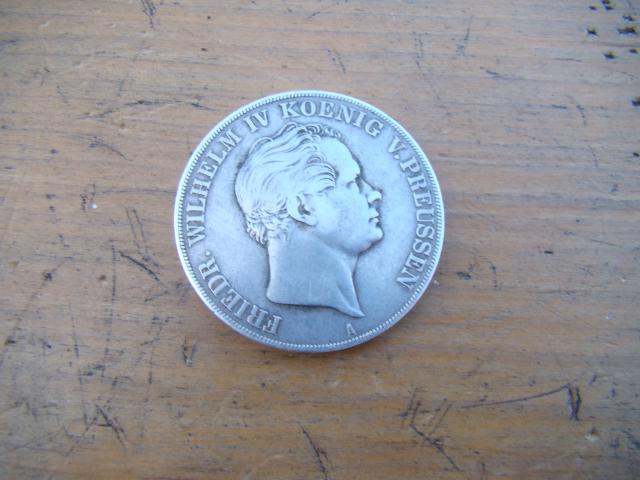 FRIEDR. WILHELM IV KOENIG V. PREUSSEN
A